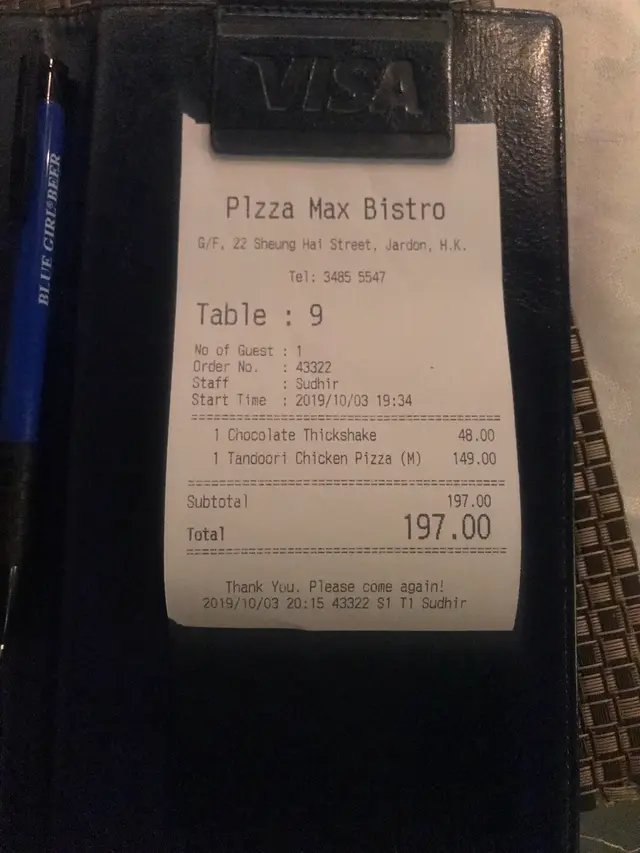 VISA
BLUE GIRL BEER
Plzza Max Bistro
G/F, 22 Sheung Hai Street, Jardon, H.K.
Tel: 3485 5547
Table : 9
No of Guest : 1
Order No. : 43322
Staff : Sudhir
Start Time : 2019/10/03 19:34
1 Chocolate Thickshake 48.00
1 Tandoori Chicken Pizza (M) 149.00
Subtotal 197.00
Total 197.00
Thank You. Please come again!
2019/10/03 20:15 43322 S1 T1 Sudhir